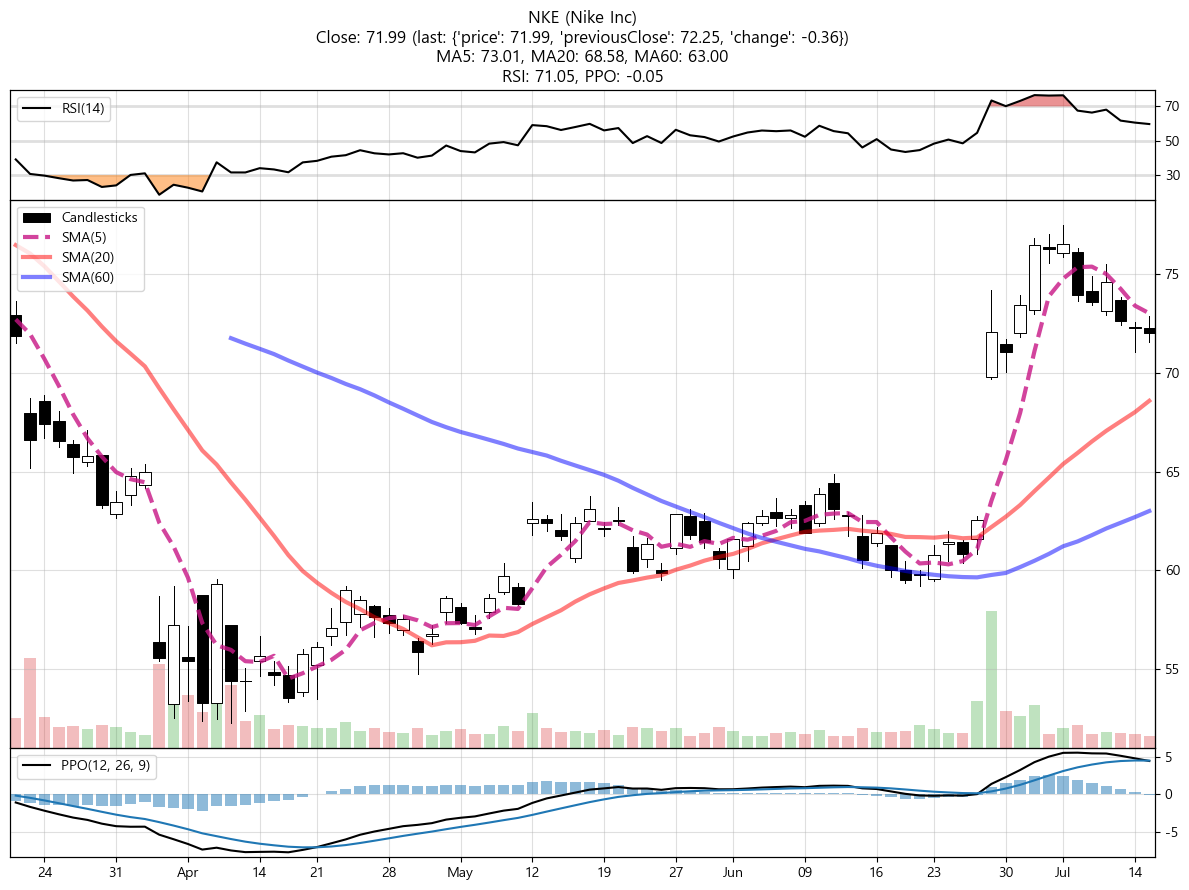 NKE (Nike Inc)
Close: 71.99 (last: {'price': 71.99, 'previousClose': 72.25, 'change': -0.36})
MA5: 73.01, MA20: 68.58, MA60: 63.00
RSI: 71.05, PPO: -0.05
RSI(14)
70
50
30
Candlesticks
SMA(5)
SMA(20)
SMA(60)
75
70
65
60
55
PPO(12, 26, 9)
5
0
-5
24 31 Apr 14 21 28 May 12 19 27 Jun 09 16 23 30 Jul 14